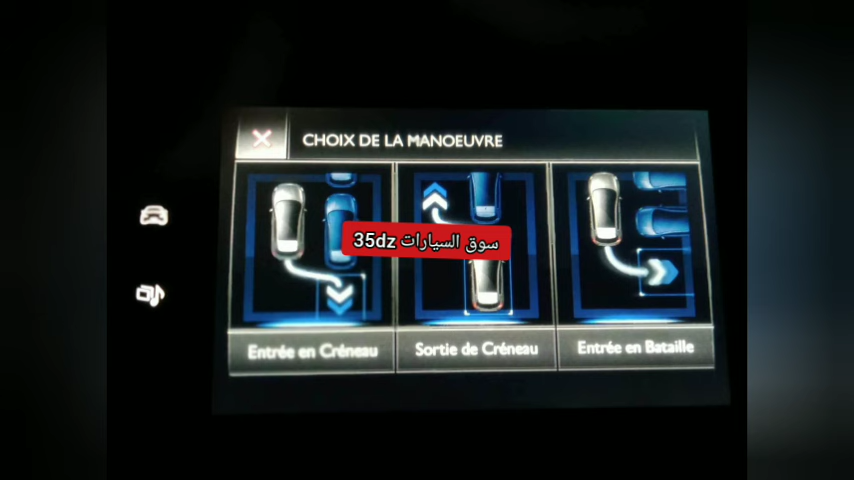 CHOIX DE LA MANOEUVRE
سوق السيارات 35dz
Entrée en Créneau
Sortie de Créneau
Entrée en Bataille